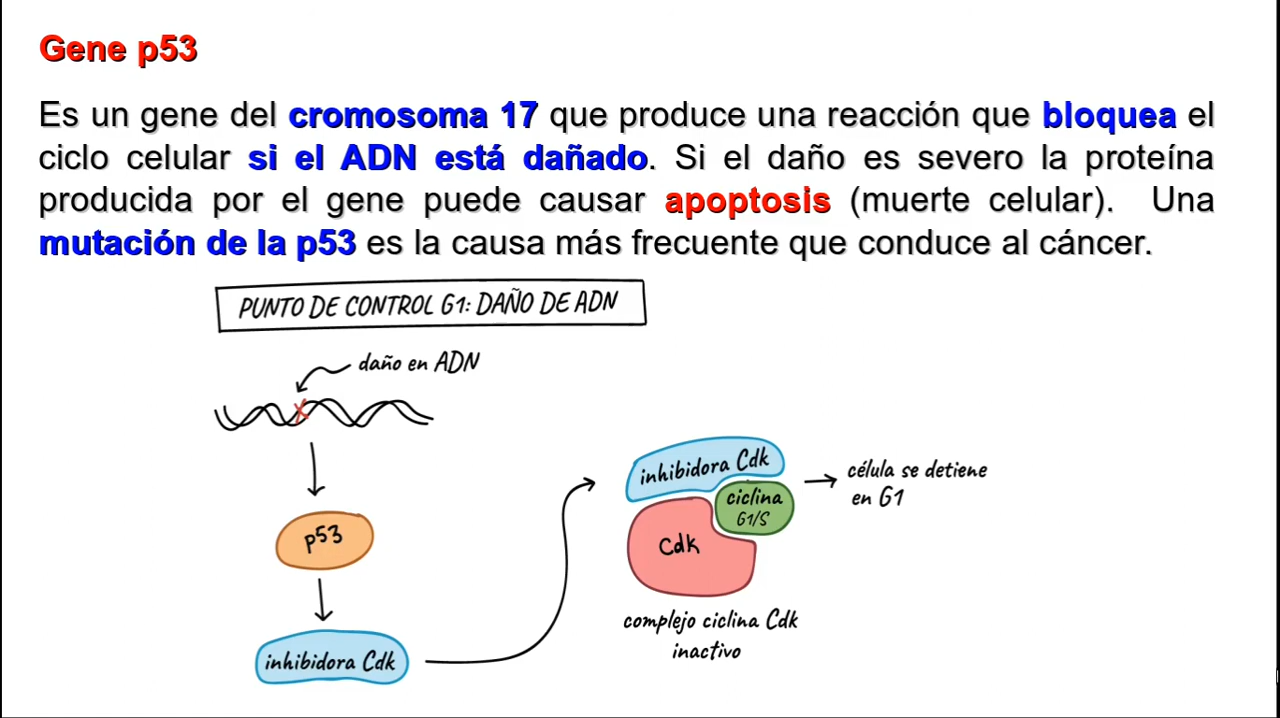 Gene p53
Es un gene del cromosoma 17 que produce una reacción que bloquea el
ciclo celular si el ADN está dañado. Si el daño es severo la proteína
producida por el gene puede causar apoptosis (muerte celular). Una
mutación de la p53 es la causa más frecuente que conduce al cáncer.
PUNTO DE CONTROL G1: DAÑO DE ADN
daño en ADN
p53
inhibidora Cdk
inhibidora Cdk
ciclina
G1/S
Cdk
complejo ciclina Cdk
inactivo
célula se detiene
en G1